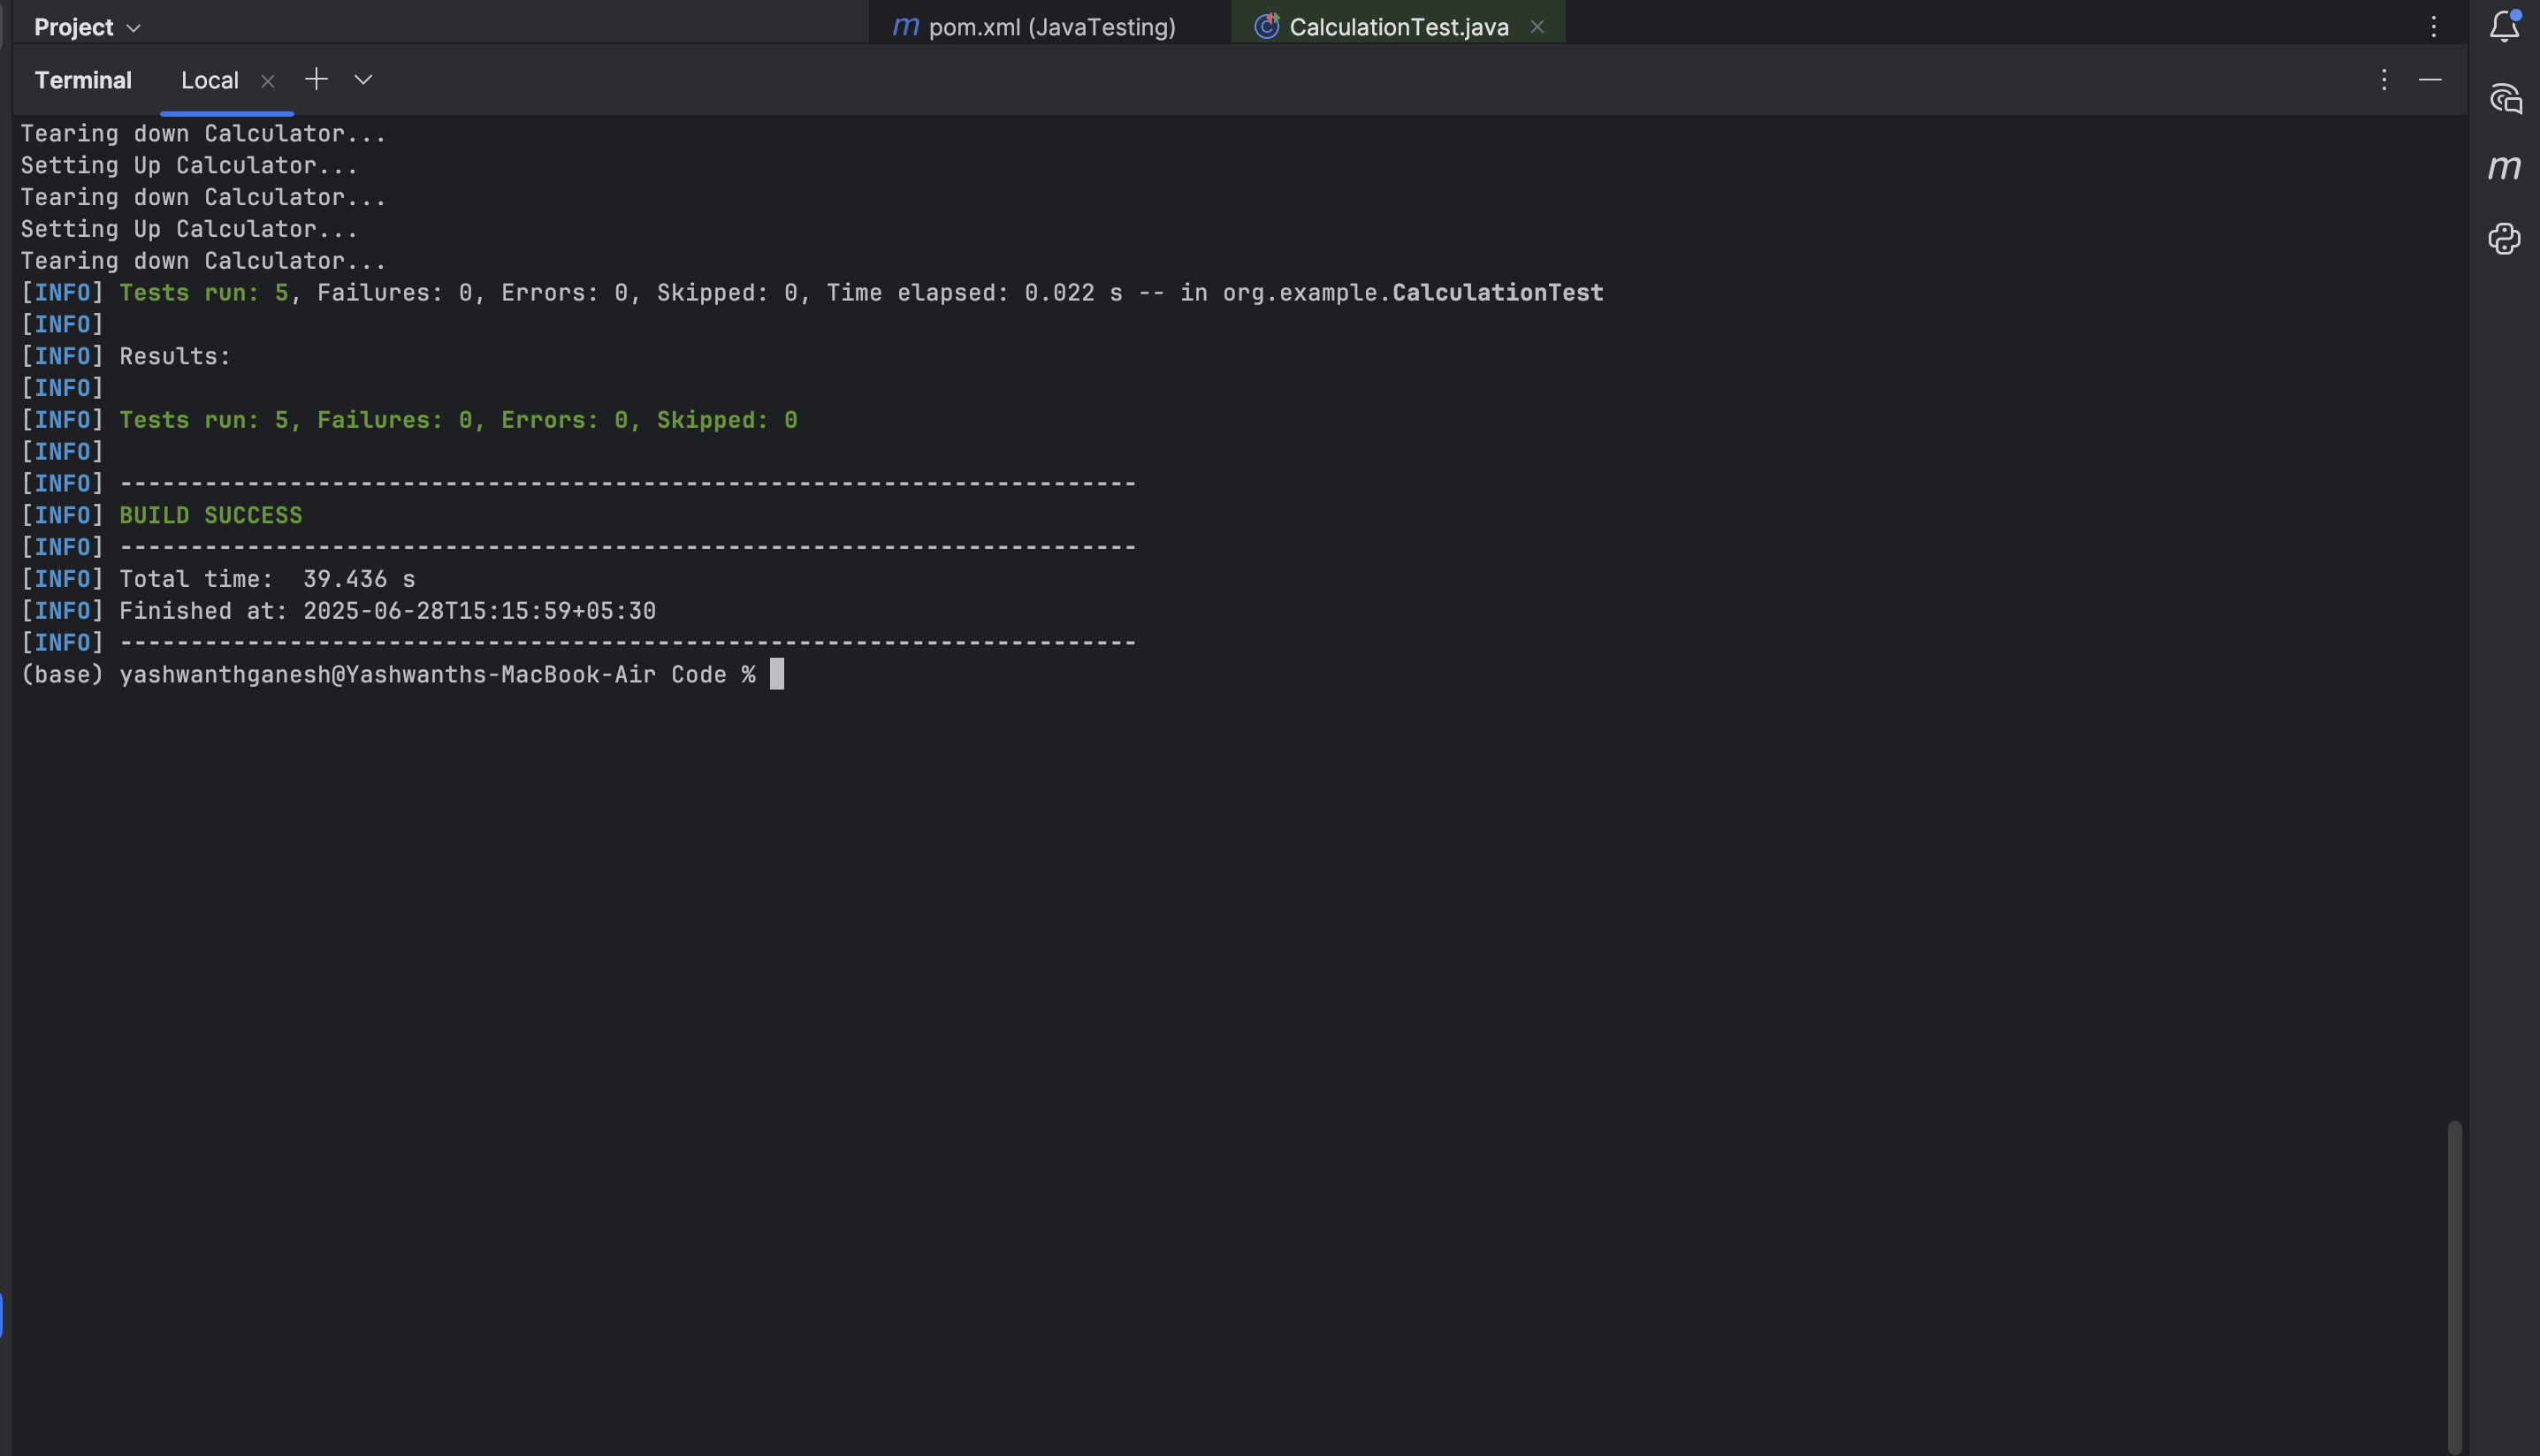 Project
pom.xml (JavaTesting)
CalculationTest.java
Terminal
Local
Tearing down Calculator...
Setting Up Calculator...
Tearing down Calculator...
Setting Up Calculator...
Tearing down Calculator...
[INFO] Tests run: 5, Failures: 0, Errors: 0, Skipped: 0, Time elapsed: 0.022 s -- in org.example.CalculationTest
[INFO]
[INFO] Results:
[INFO]
[INFO] Tests run: 5, Failures: 0, Errors: 0, Skipped: 0
[INFO]
[INFO] ------------------------------------------------------------------------
[INFO] BUILD SUCCESS
[INFO] ------------------------------------------------------------------------
[INFO] Total time:  39.436 s
[INFO] Finished at: 2025-06-28T15:15:59+05:30
[INFO] ------------------------------------------------------------------------
(base) yashwanthganesh@Yashwanths-MacBook-Air Code %